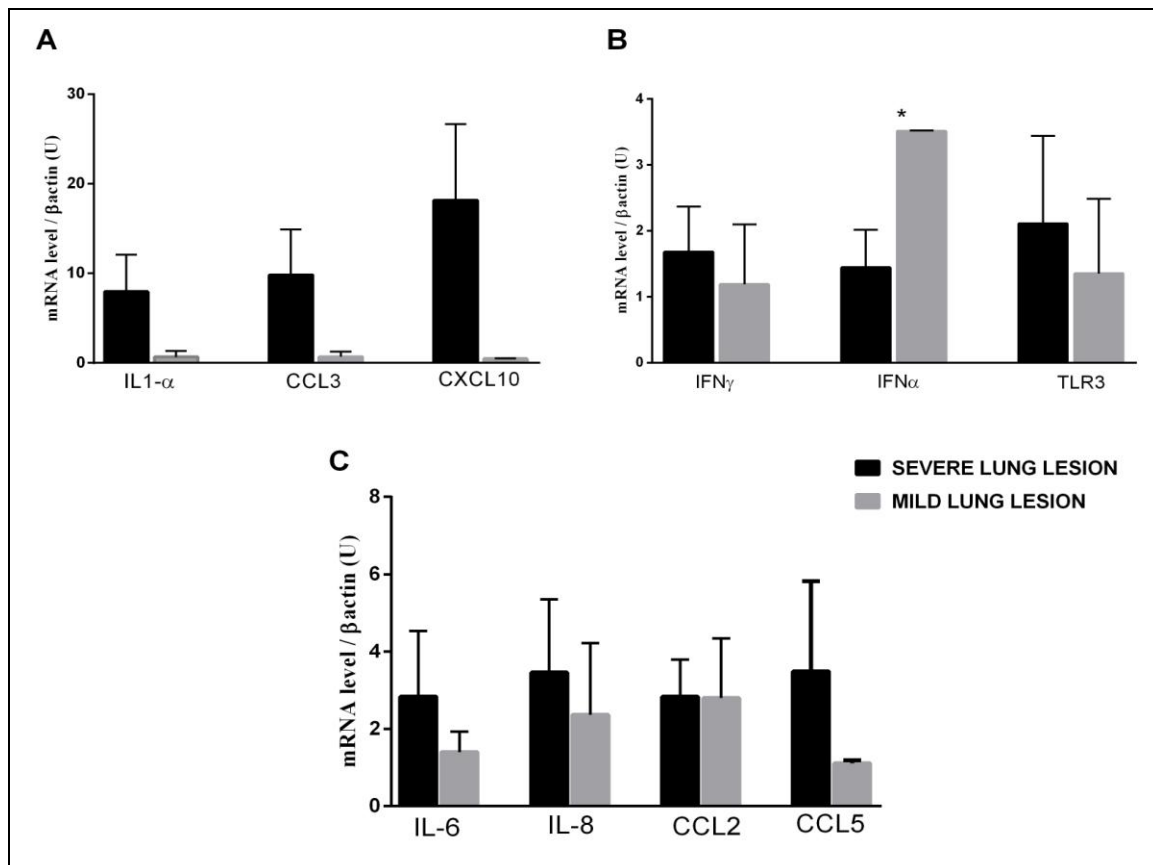 A
mRNA level / βactin (U)
30
20
10
0
IL1-α CCL3 CXCL10
B
mRNA level / βactin (U)
4
3
2
1
0
*
IFNγ IFNα TLR3
C
SEVERE LUNG LESION
MILD LUNG LESION
mRNA level / βactin (U)
8
6
4
2
0
IL-6 IL-8 CCL2 CCL5